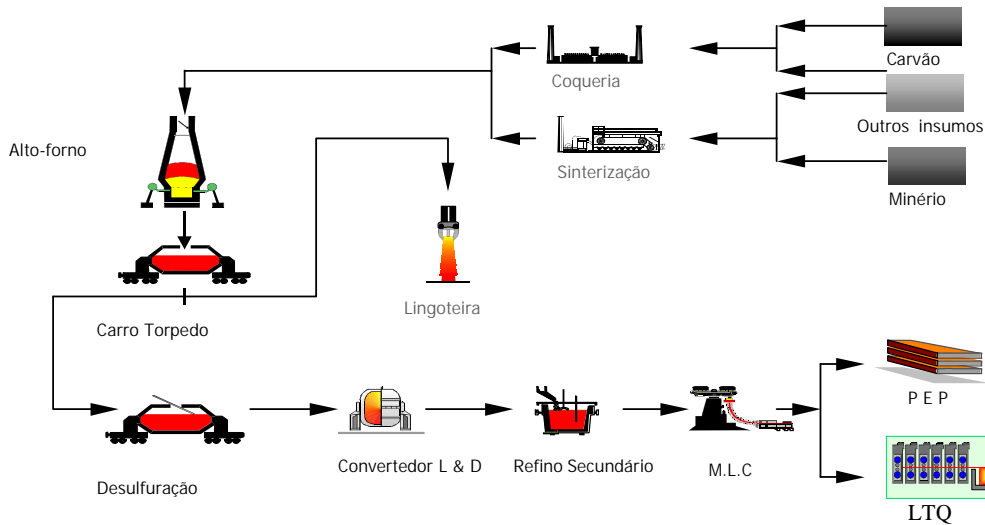 Carvão
Coqueria
Outros insumos
Alto-forno
Sinterização
Minério
Lingoteira
Carro Torpedo
P E P
Convertedor L & D
Refino Secundário
M.L.C
Desulfuração
LTQ